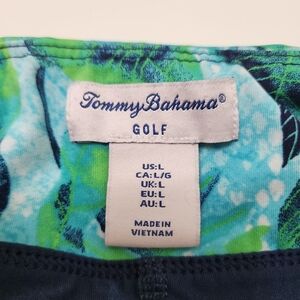 Tommy Bahama®
GOLF
US:L
CA:L/G
UK:L
EU:L
AU:L
MADE IN
VIETNAM